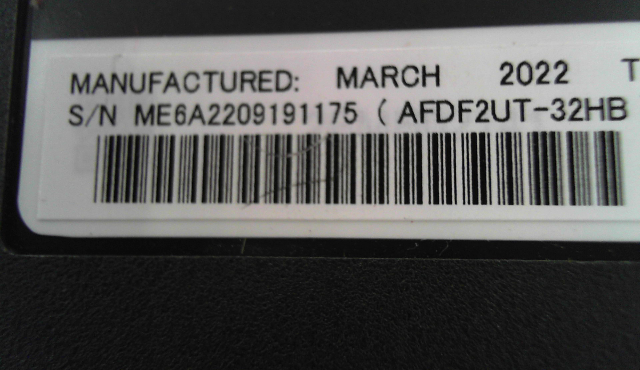 MANUFACTURED: MARCH 2022 T
S/N ME6A2209191175 ( AFDF2UT-32HB